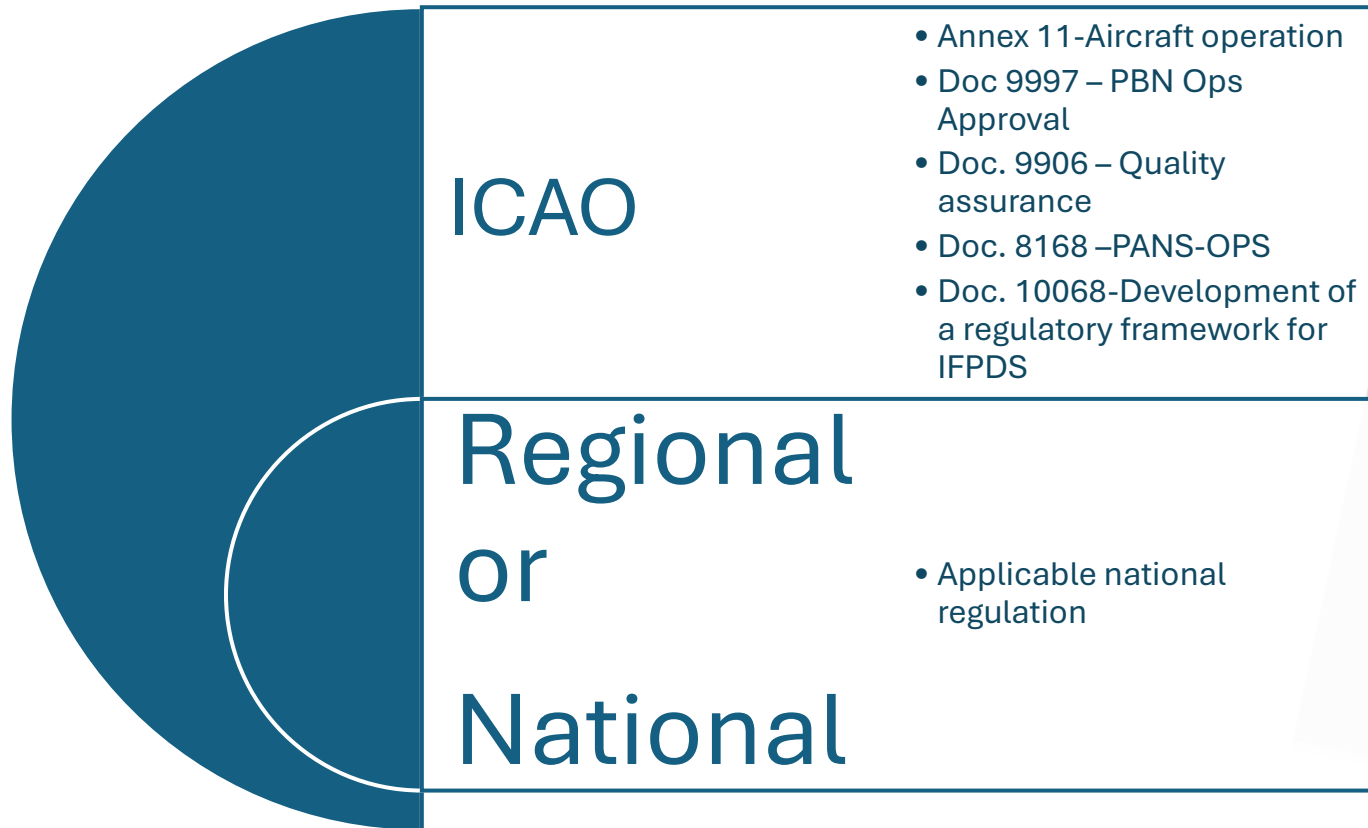 ICAO
• Annex 11-Aircraft operation
• Doc 9997 – PBN Ops
Approval
• Doc. 9906 – Quality
assurance
• Doc. 8168 –PANS-OPS
• Doc. 10068-Development of
a regulatory framework for
IFPDS
Regional
or
National
• Applicable national
regulation